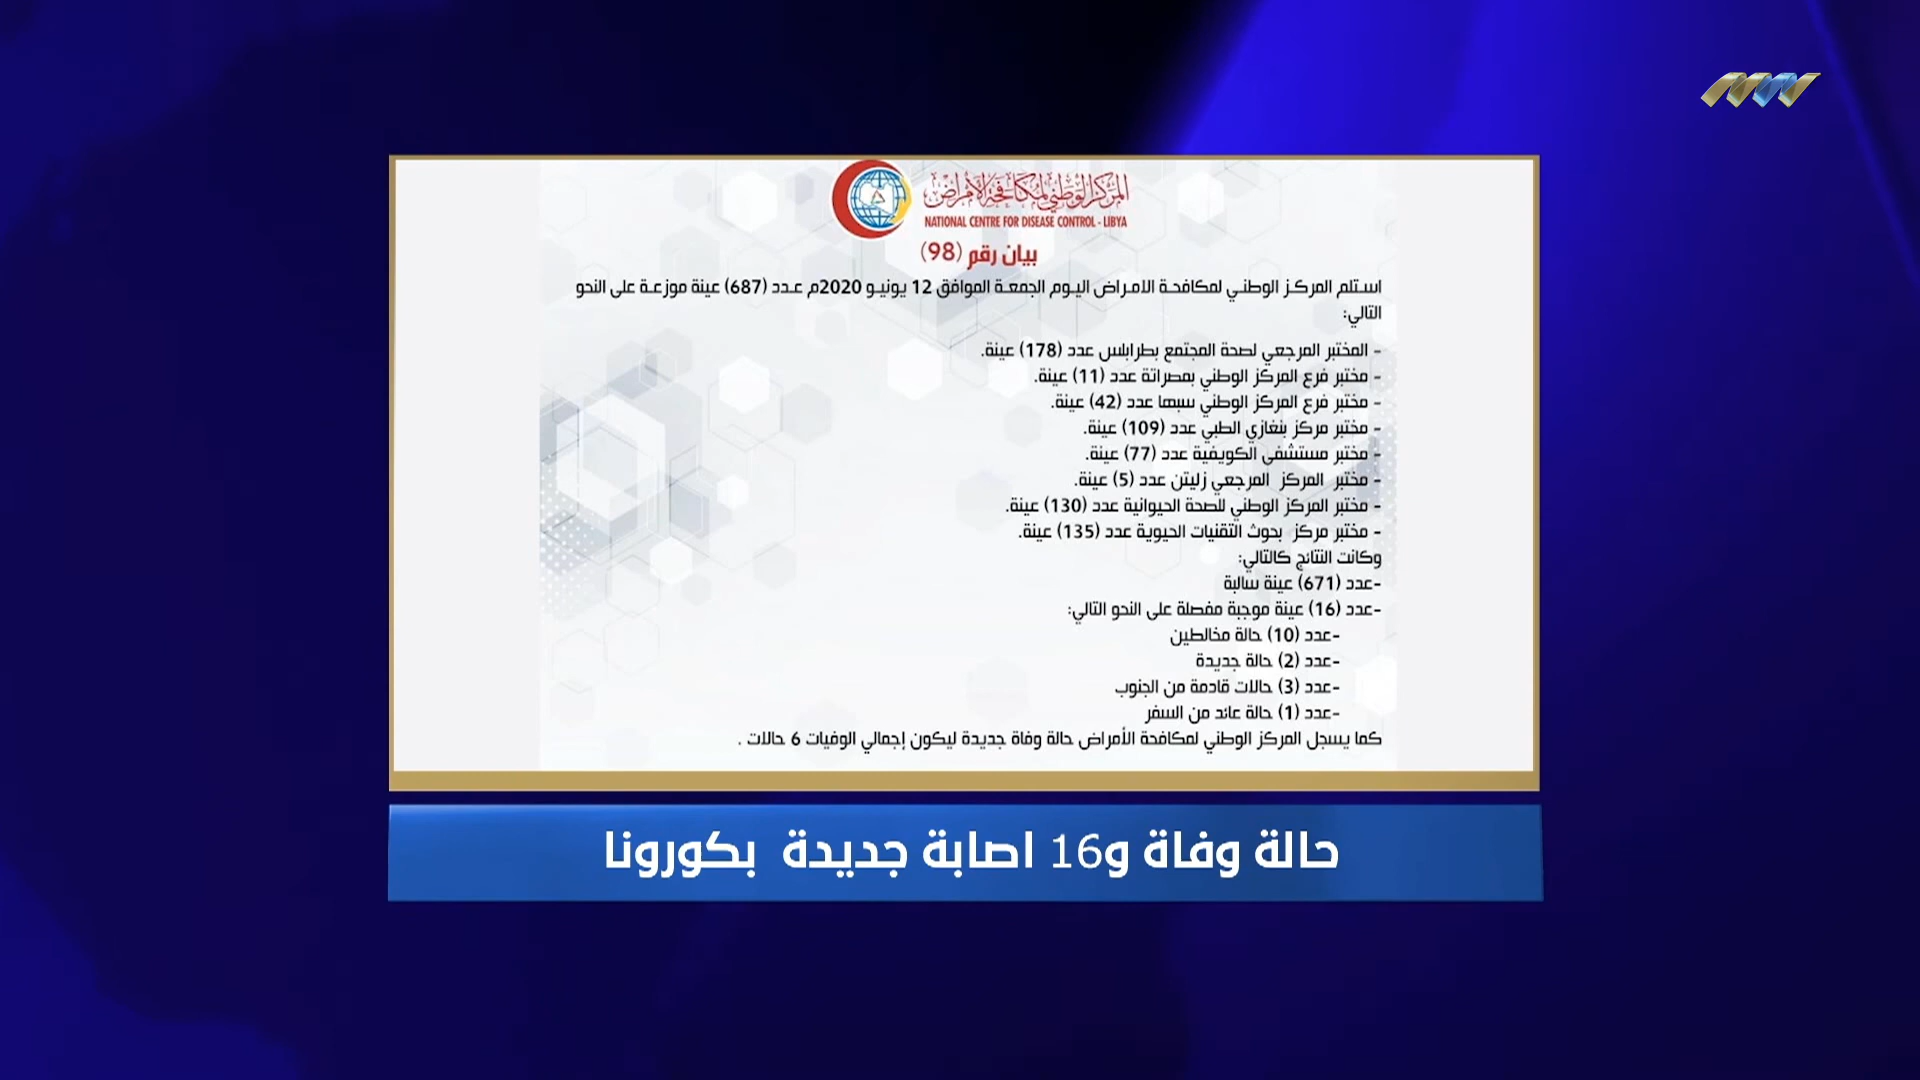 المركز الوطني لمكافحة الأمراض
NATIONAL CENTRE FOR DISEASE CONTROL - LIBYA
بيان رقم (98)
استلم المركز الوطني لمكافحة الامراض اليوم الجمعة الموافق 12 يونيو 2020م عدد (687) عينة موزعة على النحو
التالي:
- المختبر المرجعي لصحة المجتمع بطرابلس عدد (178) عينة.
- مختبر فرع المركز الوطني بمصراتة عدد (11) عينة.
- مختبر فرع المركز الوطني سبها عدد (42) عينة.
- مختبر مركز بنغازي الطبي عدد (109) عينة.
- مختبر مستشفى الكويفية عدد (77) عينة.
- مختبر المركز المرجعي زليتن عدد (5) عينة.
- مختبر المركز الوطني للصحة الحيوانية عدد (130) عينة.
- مختبر مركز بحوث التقنيات الحيوية عدد (135) عينة.
وكانت النتائج كالتالي:
-عدد (671) عينة سالبة
-عدد (16) عينة موجبة مفصلة على النحو التالي:
-عدد (10) حالة مخالطين
-عدد (2) حالة جديدة
-عدد (3) حالات قادمة من الجنوب
-عدد (1) حالة عائد من السفر
كما يسجل المركز الوطني لمكافحة الأمراض حالة وفاة جديدة ليكون إجمالي الوفيات 6 حالات .
حالة وفاة و16 اصابة جديدة بكورونا